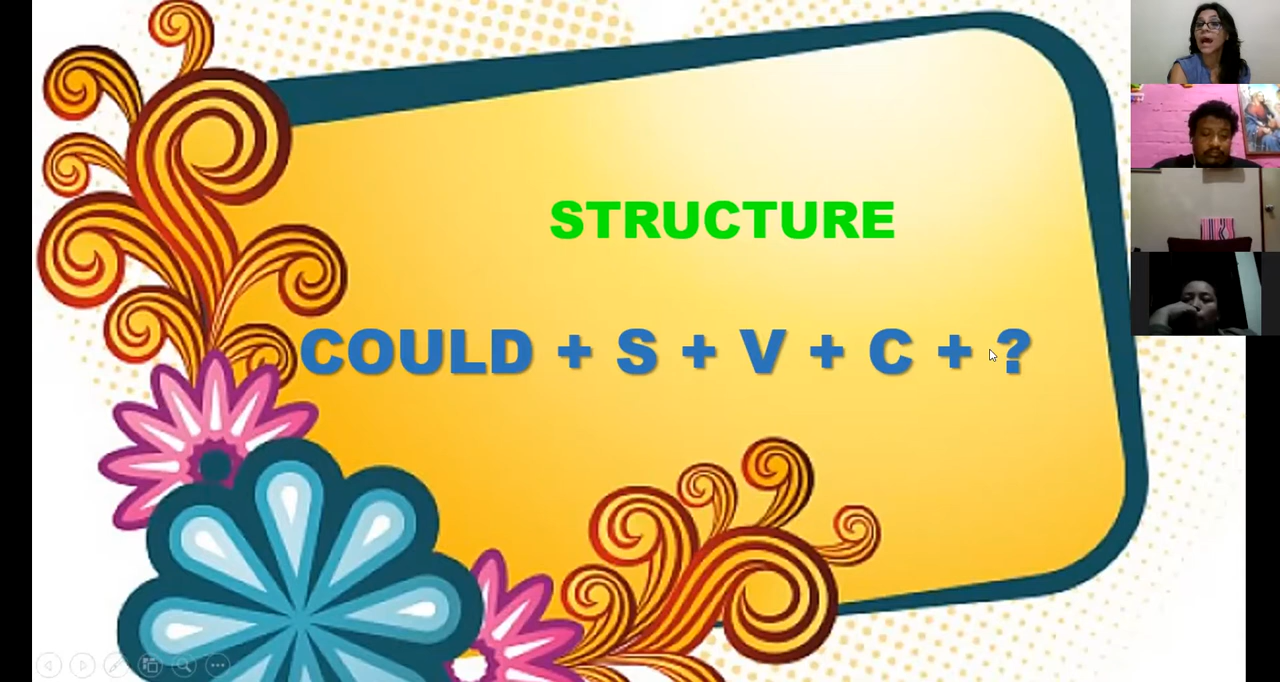 STRUCTURE
COULD + S + V + C + ?